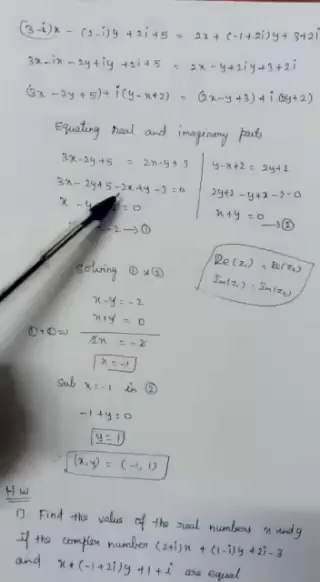 (3-i)x - (2-i)y + 2i + 5 = 2x + (-1+2i)y + 3+2i
3x-ix-2y+iy+2i+5 = 2x-y+2iy+3+2i
(3x-2y+5)+i(y-x+2) = (2x-y+3)+i(2y+2)
Equating real and imaginary parts
3x-2y+5 = 2x-y+3
3x-2y+5-2x+y-3=0
x-y =0
-2 → ①
y-x+2 = 2y+2
2y+2-y+x-2=0
x+y=0
→ ②
Re(z₁) = Re(z₂)
Im(z₁) = Im(z₂)
Solving ① & ②
x-y=-2
x+y=0
①+②⇒ 2x = -2
x=-1
Sub x=-1 in ②
-1+y=0
y=1
(x,y) = (-1, 1)
H.W
1) Find the value of the real numbers x and y
if the complex number (2+i)x + (1-i)y + 2i-3
and x+(-1+2i)y+1+i are equal